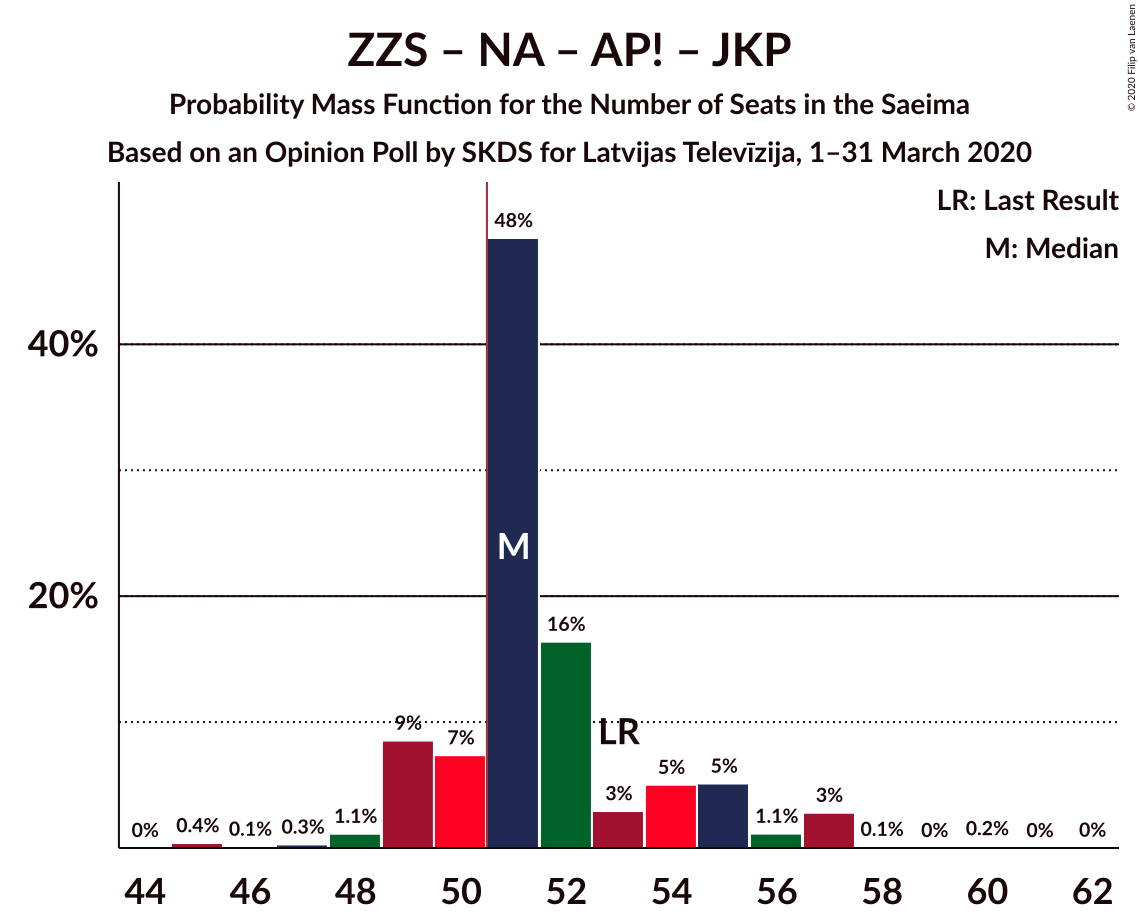 ZZS – NA – AP! – JKP
Probability Mass Function for the Number of Seats in the Saeima
Based on an Opinion Poll by SKDS for Latvijas Televīzija, 1–31 March 2020
© 2020 Filip van Laenen
LR: Last Result
M: Median
40%
20%
48%
M
16%
LR
9%
7%
5%
5%
3%
3%
0%
0.4%
0.1%
0.3%
1.1%
1.1%
0.1%
0%
0.2%
0%
0%
44 46 48 50 52 54 56 58 60 62